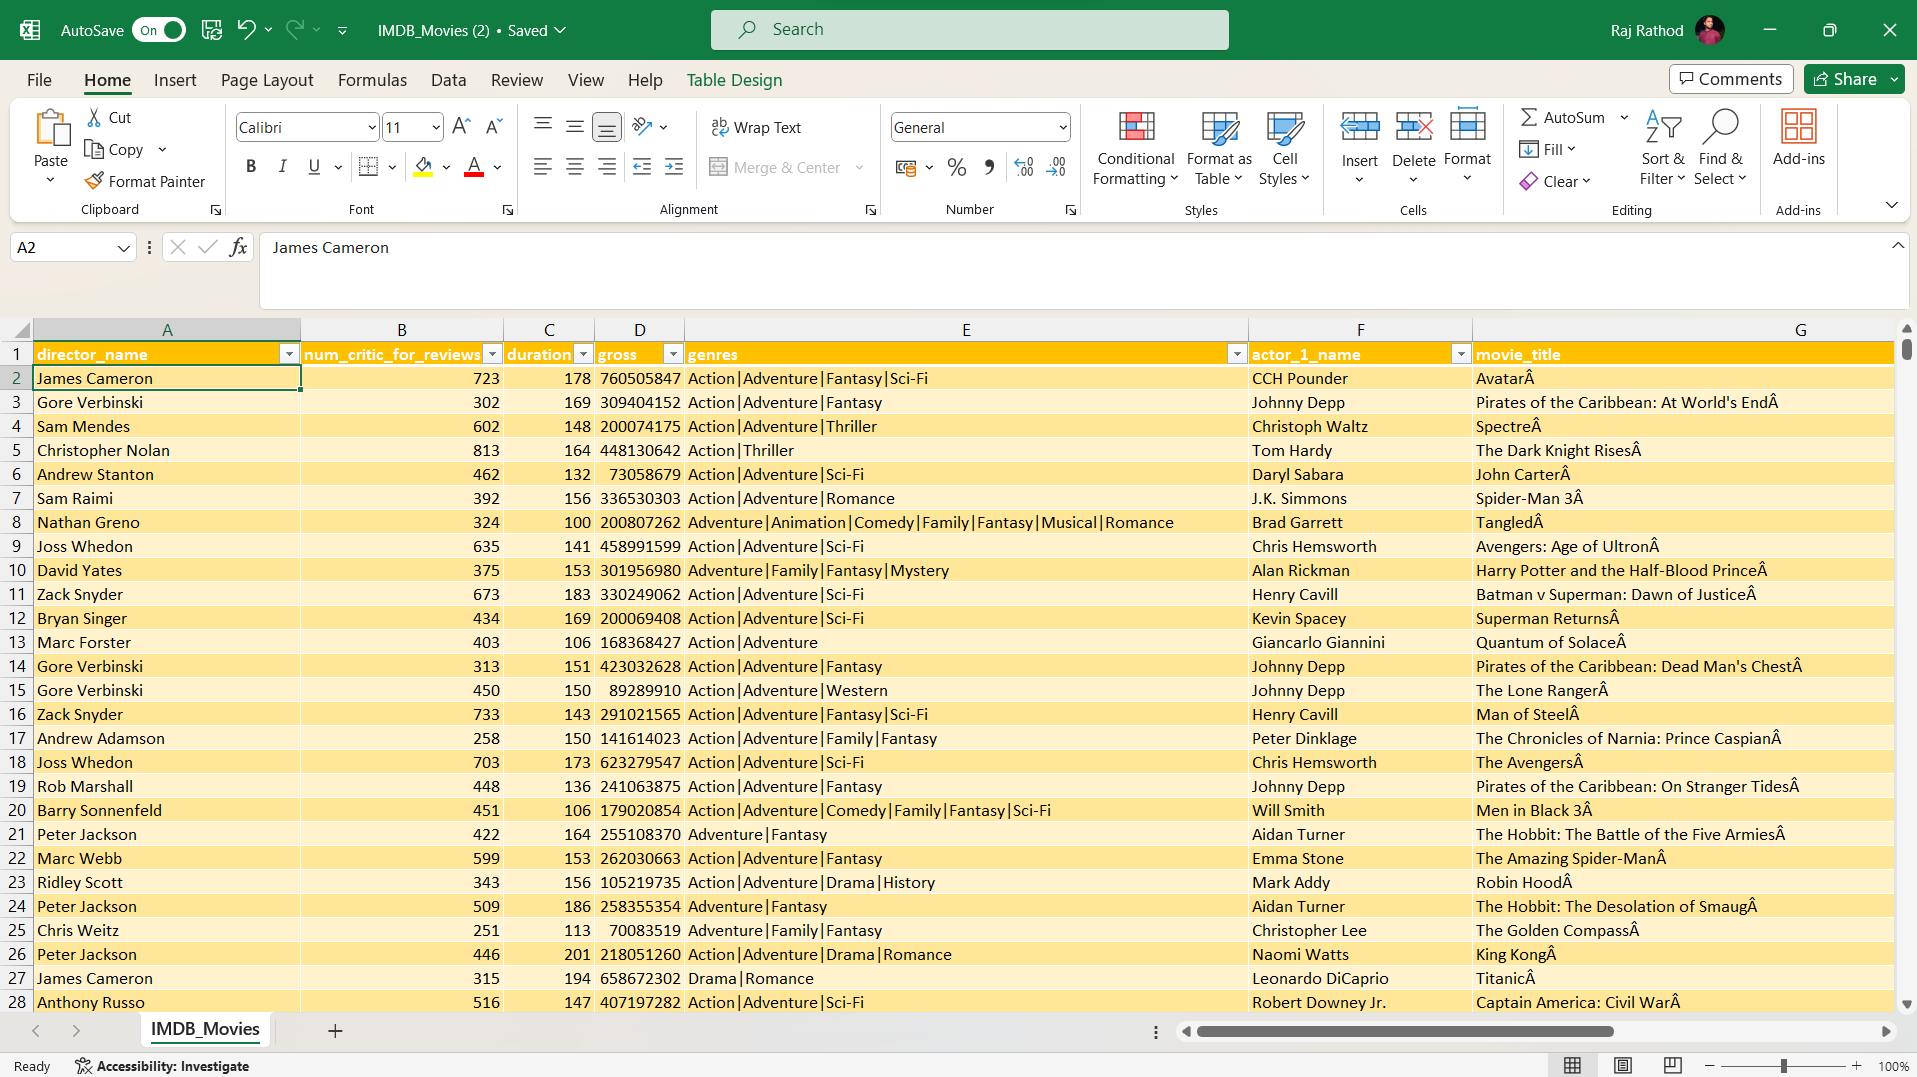 AutoSave On IMDB_Movies (2) • Saved Search Raj Rathod
File Home Insert Page Layout Formulas Data Review View Help Table Design Comments Share
Paste Cut Copy Format Painter Clipboard
Calibri 11 B I U A Font
Wrap Text Merge & Center Alignment
General % Number
Conditional Formatting Format as Table Cell Styles Styles
Insert Delete Format Cells
AutoSum Fill Clear Sort & Filter Find & Select Editing
Add-ins Add-ins
A2 fx James Cameron
A B C D E F G
1 director_name num_critic_for_reviews duration gross genres actor_1_name movie_title
2 James Cameron 723 178 760505847 Action|Adventure|Fantasy|Sci-Fi CCH Pounder AvatarÂ
3 Gore Verbinski 302 169 309404152 Action|Adventure|Fantasy Johnny Depp Pirates of the Caribbean: At World's EndÂ
4 Sam Mendes 602 148 200074175 Action|Adventure|Thriller Christoph Waltz SpectreÂ
5 Christopher Nolan 813 164 448130642 Action|Thriller Tom Hardy The Dark Knight RisesÂ
6 Andrew Stanton 462 132 73058679 Action|Adventure|Sci-Fi Daryl Sabara John CarterÂ
7 Sam Raimi 392 156 336530303 Action|Adventure|Romance J.K. Simmons Spider-Man 3Â
8 Nathan Greno 324 100 200807262 Adventure|Animation|Comedy|Family|Fantasy|Musical|Romance Brad Garrett TangledÂ
9 Joss Whedon 635 141 458991599 Action|Adventure|Sci-Fi Chris Hemsworth Avengers: Age of UltronÂ
10 David Yates 375 153 301956980 Adventure|Family|Fantasy|Mystery Alan Rickman Harry Potter and the Half-Blood PrinceÂ
11 Zack Snyder 673 183 330249062 Action|Adventure|Sci-Fi Henry Cavill Batman v Superman: Dawn of JusticeÂ
12 Bryan Singer 434 169 200069408 Action|Adventure|Sci-Fi Kevin Spacey Superman ReturnsÂ
13 Marc Forster 403 106 168368427 Action|Adventure Giancarlo Giannini Quantum of SolaceÂ
14 Gore Verbinski 313 151 423032628 Action|Adventure|Fantasy Johnny Depp Pirates of the Caribbean: Dead Man's ChestÂ
15 Gore Verbinski 450 150 89289910 Action|Adventure|Western Johnny Depp The Lone RangerÂ
16 Zack Snyder 733 143 291021565 Action|Adventure|Fantasy|Sci-Fi Henry Cavill Man of SteelÂ
17 Andrew Adamson 258 150 141614023 Action|Adventure|Family|Fantasy Peter Dinklage The Chronicles of Narnia: Prince CaspianÂ
18 Joss Whedon 703 173 623279547 Action|Adventure|Sci-Fi Chris Hemsworth The AvengersÂ
19 Rob Marshall 448 136 241063875 Action|Adventure|Fantasy Johnny Depp Pirates of the Caribbean: On Stranger TidesÂ
20 Barry Sonnenfeld 451 106 179020854 Action|Adventure|Comedy|Family|Fantasy|Sci-Fi Will Smith Men in Black 3Â
21 Peter Jackson 422 164 255108370 Adventure|Fantasy Aidan Turner The Hobbit: The Battle of the Five ArmiesÂ
22 Marc Webb 599 153 262030663 Action|Adventure|Fantasy Emma Stone The Amazing Spider-ManÂ
23 Ridley Scott 343 156 105219735 Action|Adventure|Drama|History Mark Addy Robin HoodÂ
24 Peter Jackson 509 186 258355354 Adventure|Fantasy Aidan Turner The Hobbit: The Desolation of SmaugÂ
25 Chris Weitz 251 113 70083519 Adventure|Family|Fantasy Christopher Lee The Golden CompassÂ
26 Peter Jackson 446 201 218051260 Action|Adventure|Drama|Romance Naomi Watts King KongÂ
27 James Cameron 315 194 658672302 Drama|Romance Leonardo DiCaprio TitanicÂ
28 Anthony Russo 516 147 407197282 Action|Adventure|Sci-Fi Robert Downey Jr. Captain America: Civil WarÂ
IMDB_Movies
Ready Accessibility: Investigate 100%